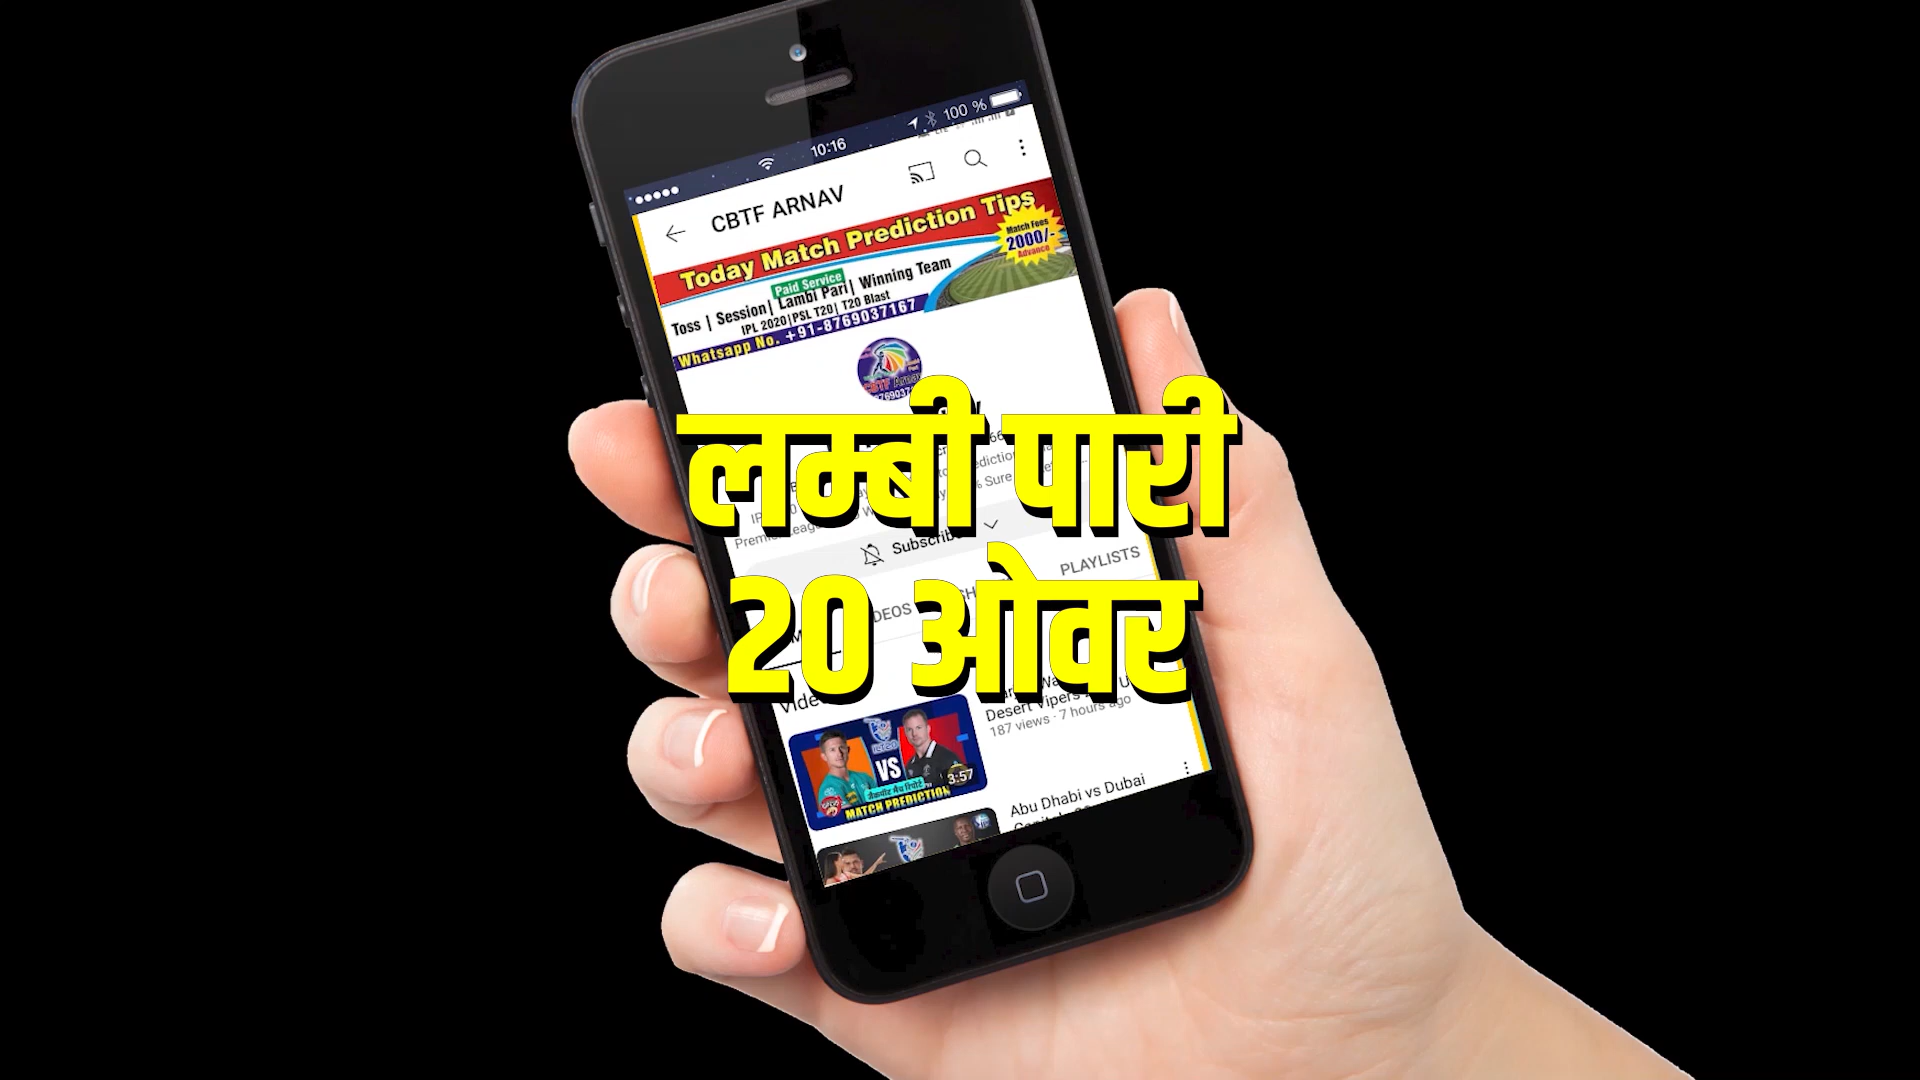 10:16
100 %
CBTF ARNAV
Today Match Prediction Tips
Match Fees
2000/-
Advance
Paid Service
Toss | Session| Lambi Pari| Winning Team
IPL 2020|PSL T20| T20 Blast
Whatsapp No. +91-8769037167
लम्बी पारी
20 ओवर
Subscribe
PLAYLISTS
Desert Vipers
187 views · 7 hours ago
VS
3:57
MATCH PREDICTION
Abu Dhabi vs Dubai